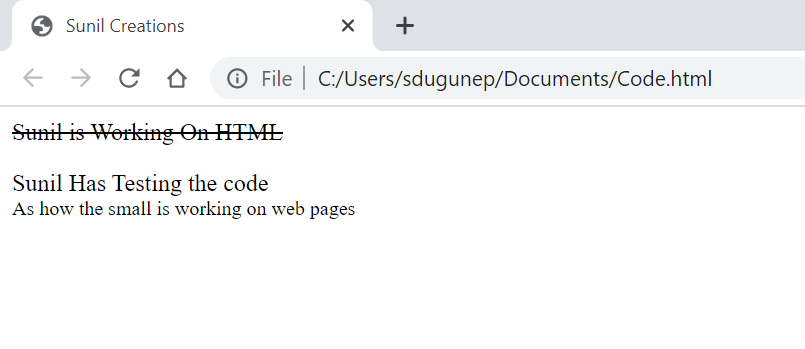 Sunil Creations
File | C:/Users/sdugunep/Documents/Code.html
Sunil is Working On HTML
Sunil Has Testing the code
As how the small is working on web pages